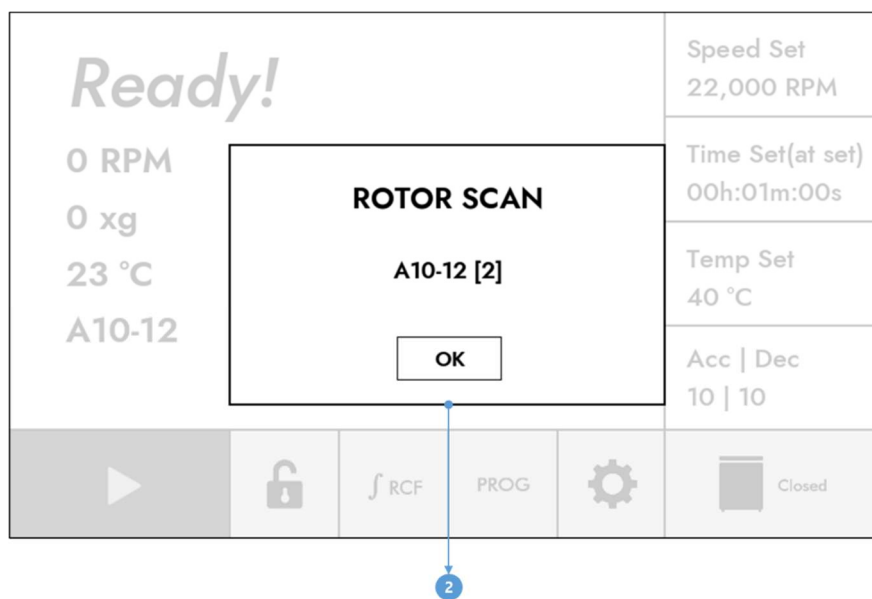 Ready!
0 RPM
0 xg
23 °C
A10-12
ROTOR SCAN
A10-12 [2]
OK
Speed Set
22,000 RPM
Time Set(at set)
00h:01m:00s
Temp Set
40 °C
Acc | Dec
10 | 10
∫ RCF
PROG
Closed
2